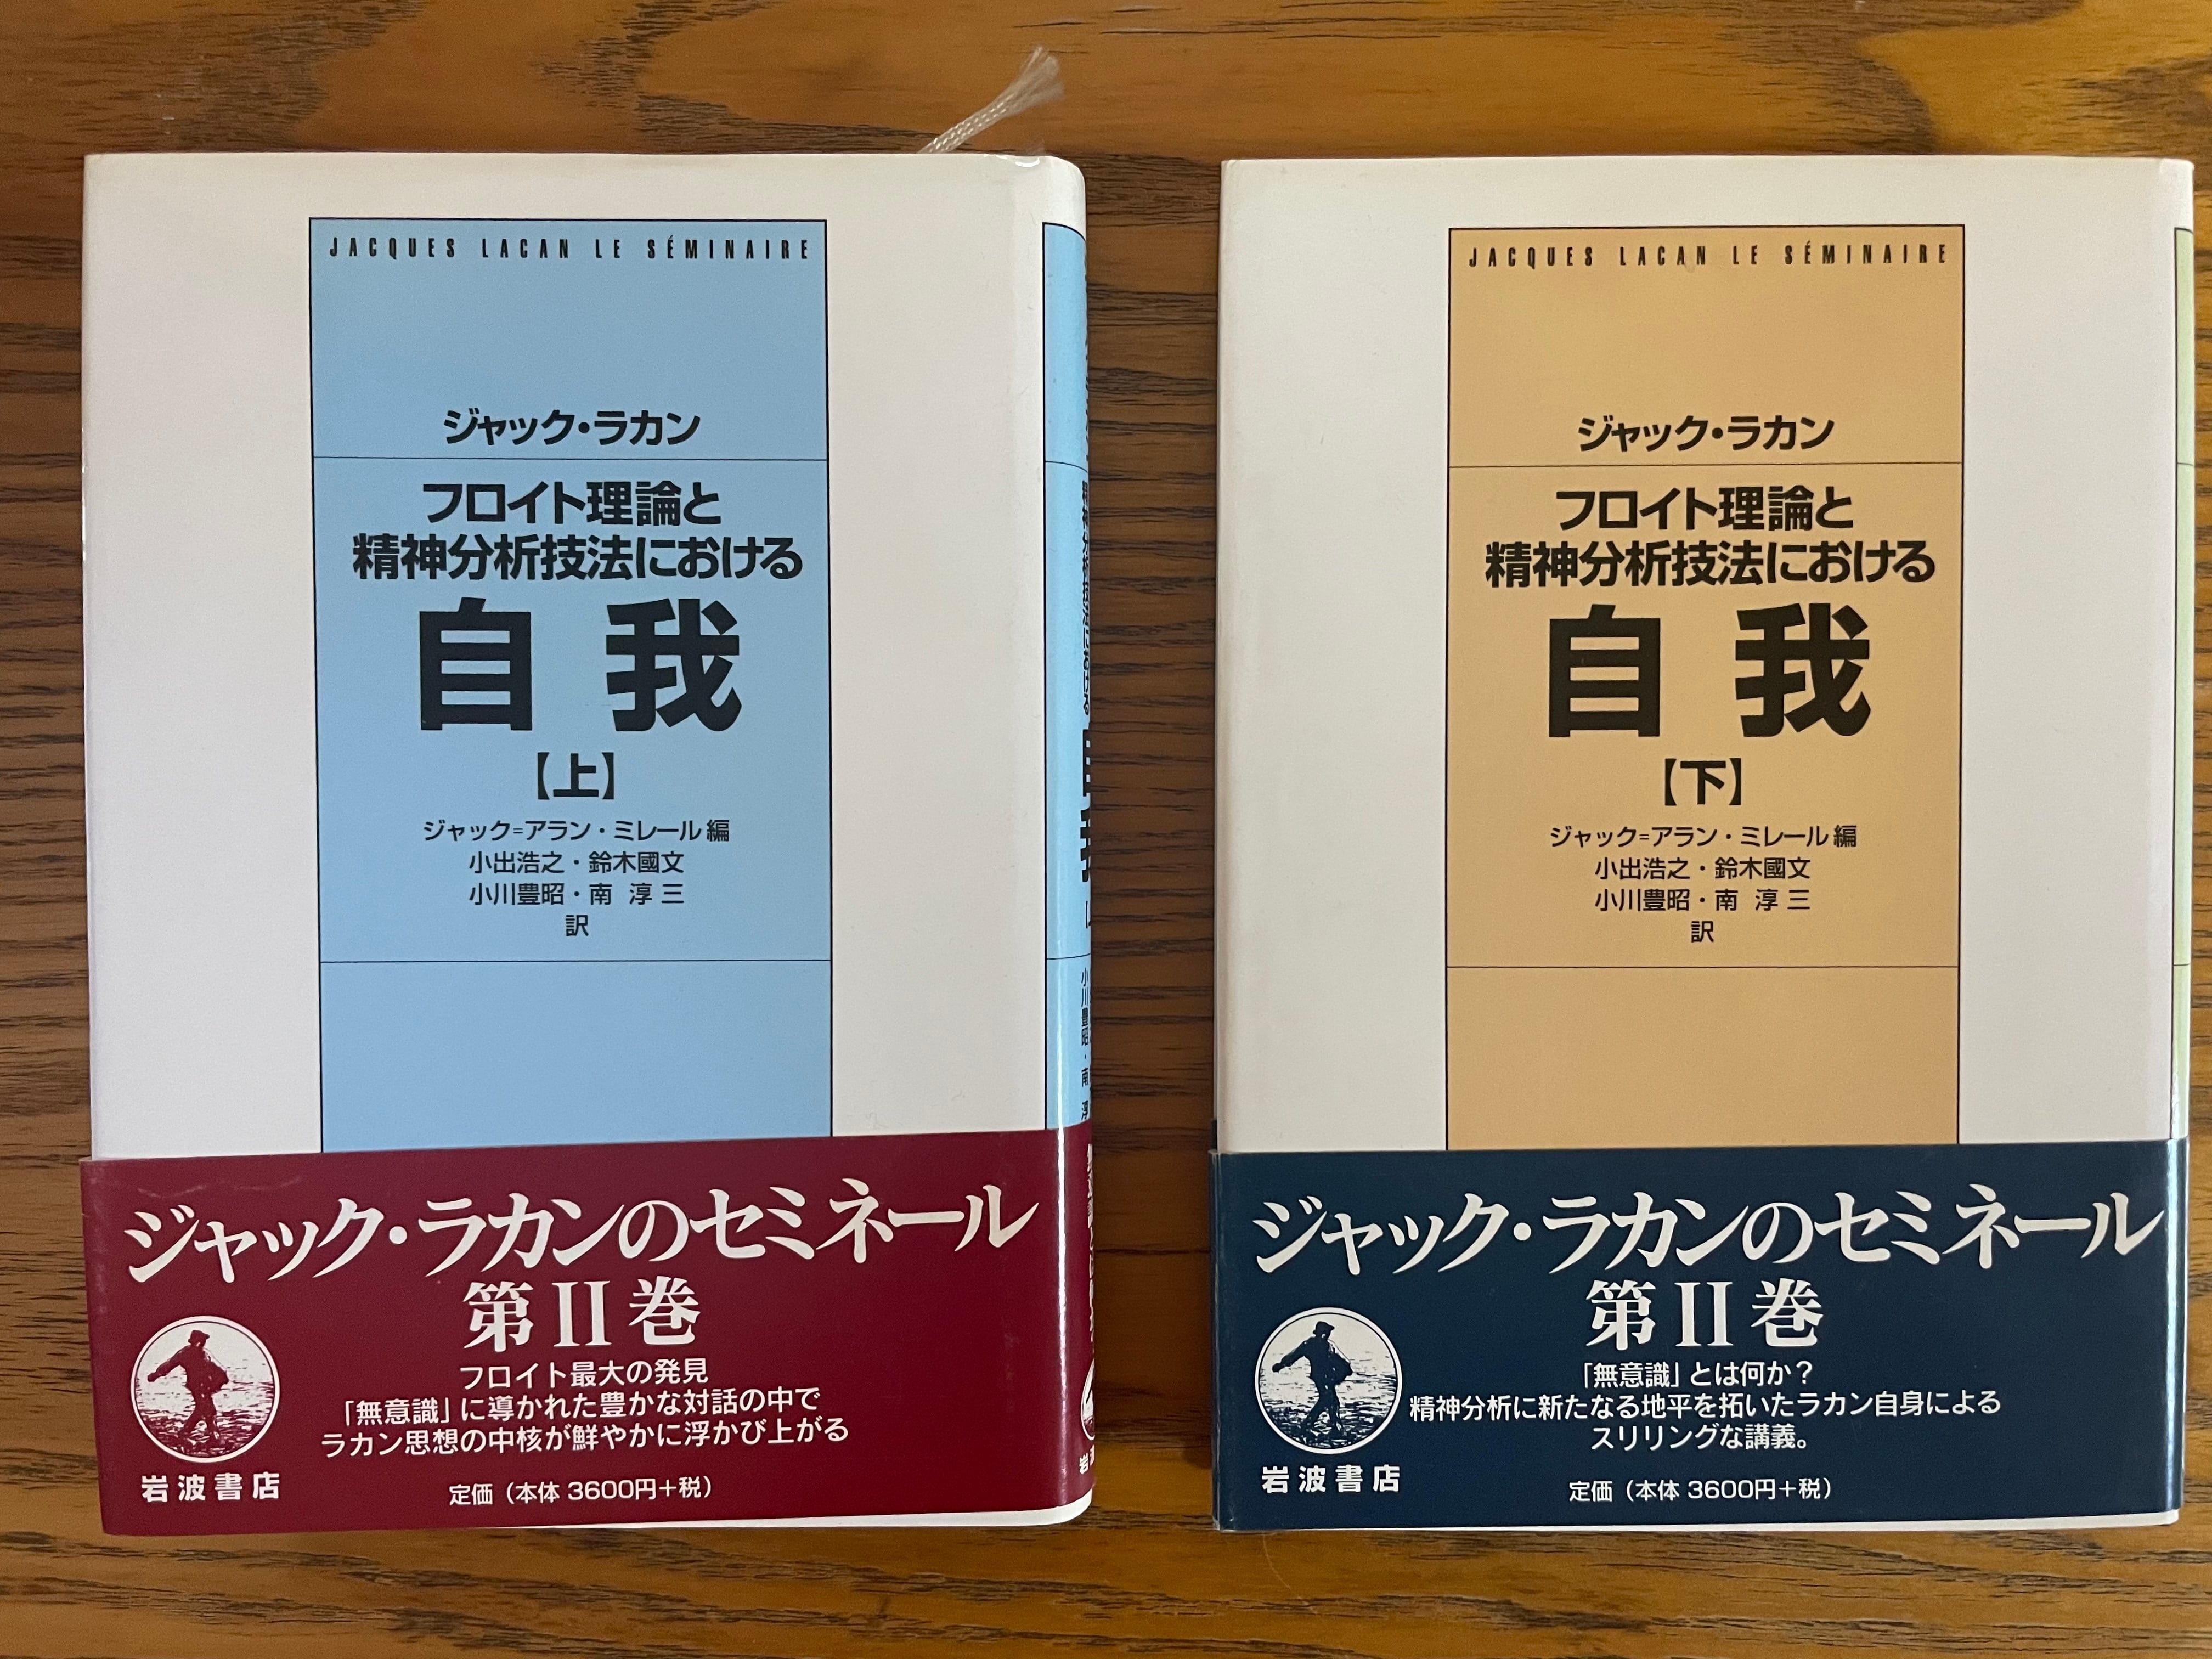 JACQUES LACAN LE SÉMINAIRE
ジャック・ラカン
フロイト理論と
精神分析技法における
自我
【上】
ジャック=アラン・ミレール 編
小出浩之・鈴木國文
小川豊昭・南 淳三
訳
ジャック・ラカンのセミネール
第II巻
フロイト最大の発見
「無意識」に導かれた豊かな対話の中で
ラカン思想の中核が鮮やかに浮かび上がる
岩波書店
定価（本体 3600円＋税）
小川豊昭・南 淳
JACQUES LACAN LE SÉMINAIRE
ジャック・ラカン
フロイト理論と
精神分析技法における
自我
【下】
ジャック=アラン・ミレール 編
小出浩之・鈴木國文
小川豊昭・南 淳三
訳
ジャック・ラカンのセミネール
第II巻
「無意識」とは何か？
精神分析に新たなる地平を拓いたラカン自身による
スリリングな講義。
岩波書店
定価（本体 3600円＋税）